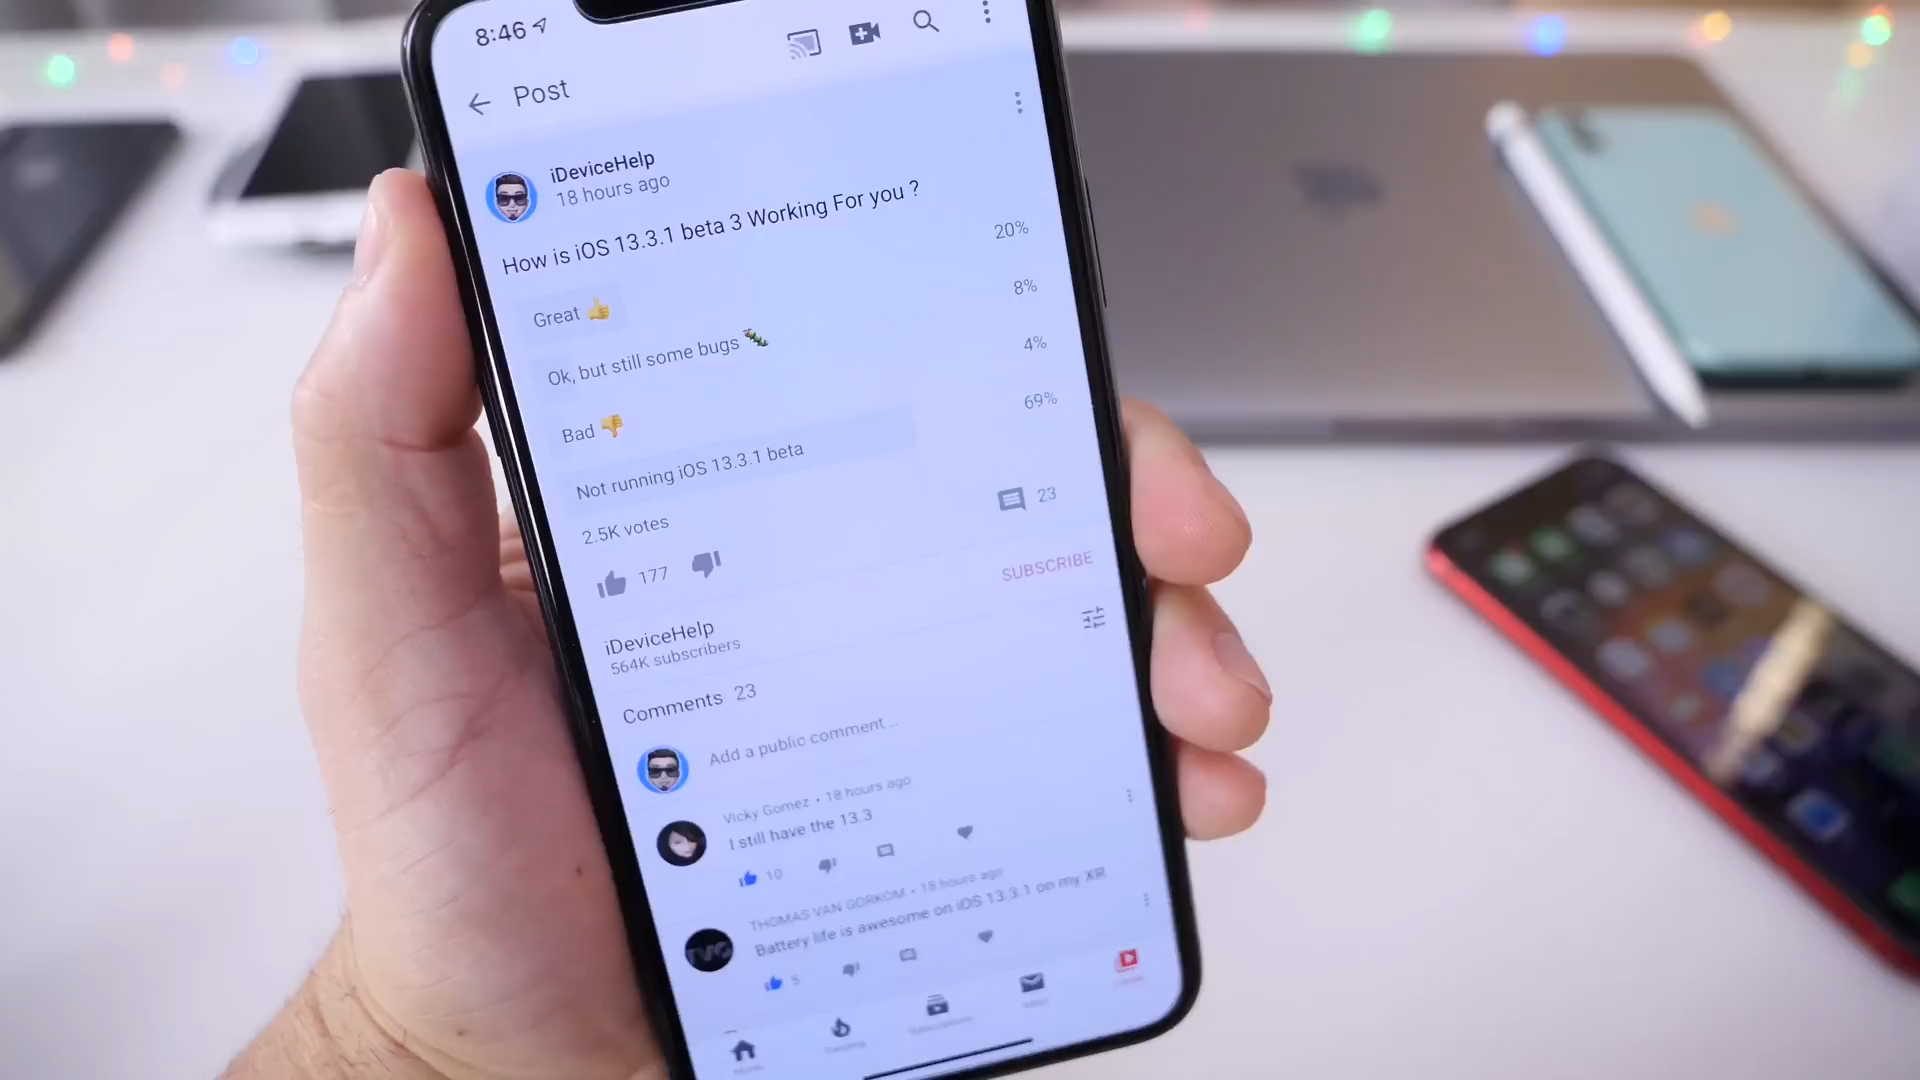 8:46
Post
iDeviceHelp
18 hours ago
How is iOS 13.3.1 beta 3 Working For you ?
Great 👍 20%
Ok, but still some bugs 🐛 8%
Bad 👎 4%
Not running iOS 13.3.1 beta 69%
2.5K votes
177
23
iDeviceHelp
SUBSCRIBE
564K subscribers
Comments 23
Add a public comment...
Vicky Gomez • 18 hours ago
I still have the 13.3
10
THOMAS VAN GORKOM • 18 hours ago
Battery life is awesome on iOS 13.3.1 on my XR
5
TVG